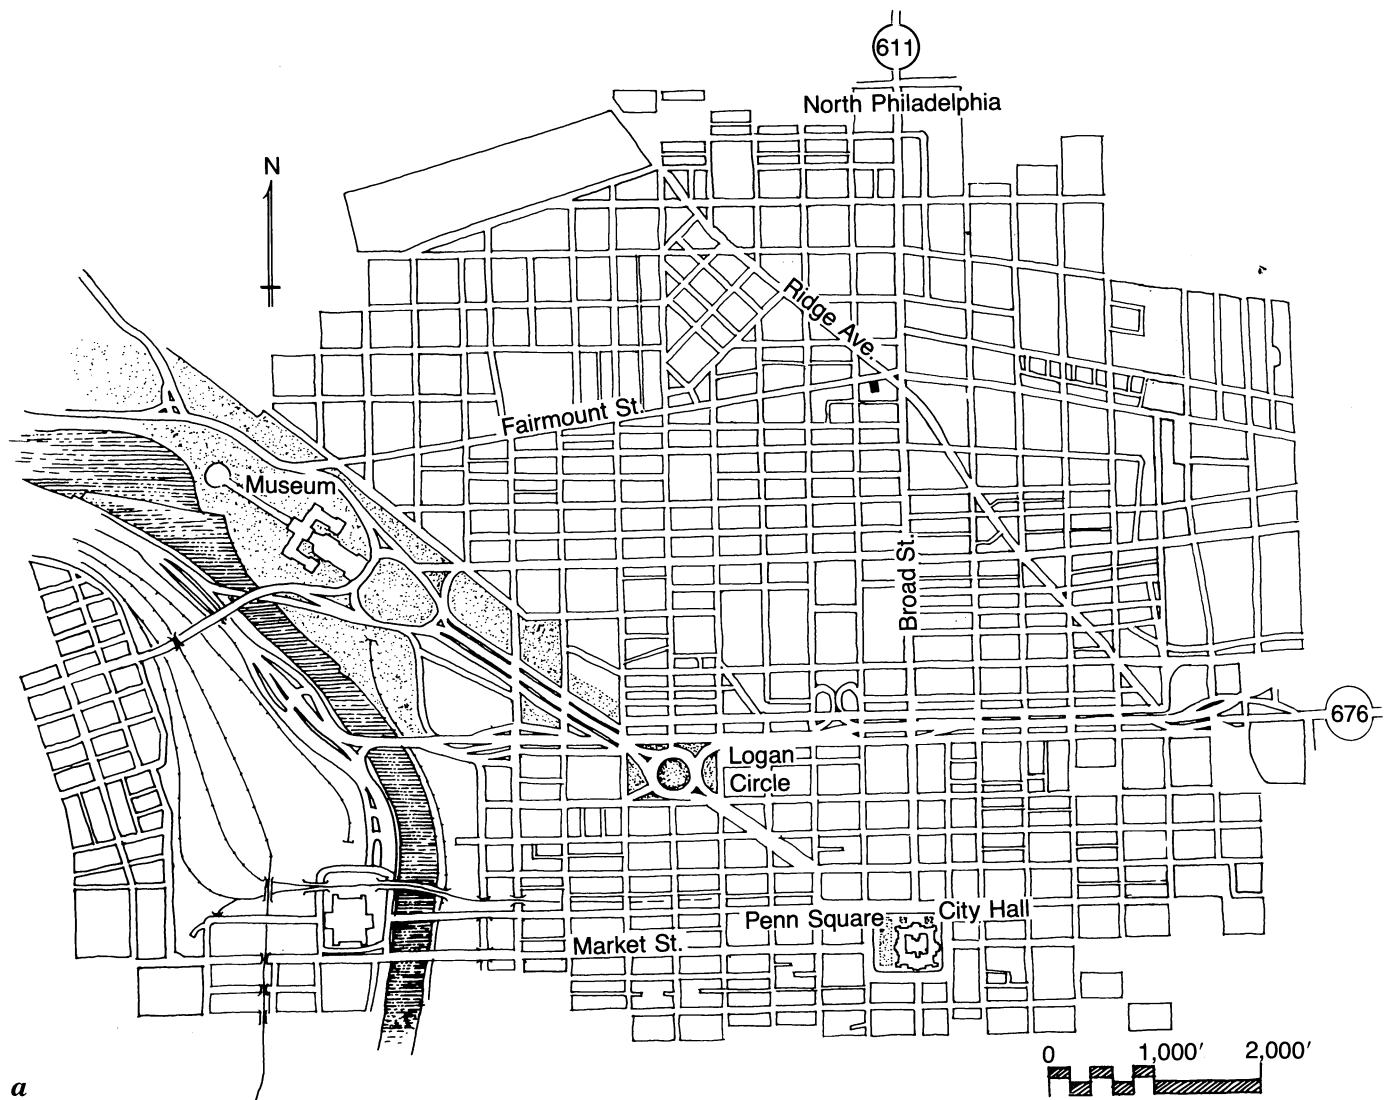 611
North Philadelphia
N
Ridge Ave.
Fairmount St.
Museum
Broad St.
676
Logan
Circle
Penn Square
City Hall
Market St.
0 1,000' 2,000'
a